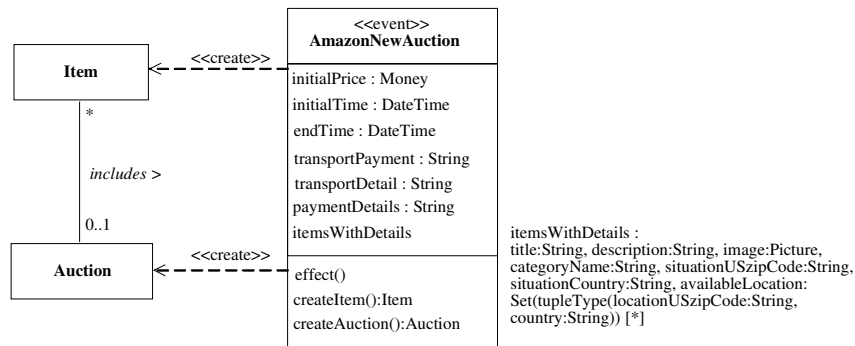 <<event>>
AmazonNewAuction
<<create>>
Item
initialPrice : Money
initialTime : DateTime
*
endTime : DateTime
transportPayment : String
includes >
transportDetail : String
paymentDetails : String
0..1
itemsWithDetails
<<create>>
Auction
effect()
createItem():Item
createAuction():Auction
itemsWithDetails :
title:String, description:String, image:Picture,
categoryName:String, situationUSzipCode:String,
situationCountry:String, availableLocation:
Set(tupleType(locationUSzipCode:String,
country:String)) [*]